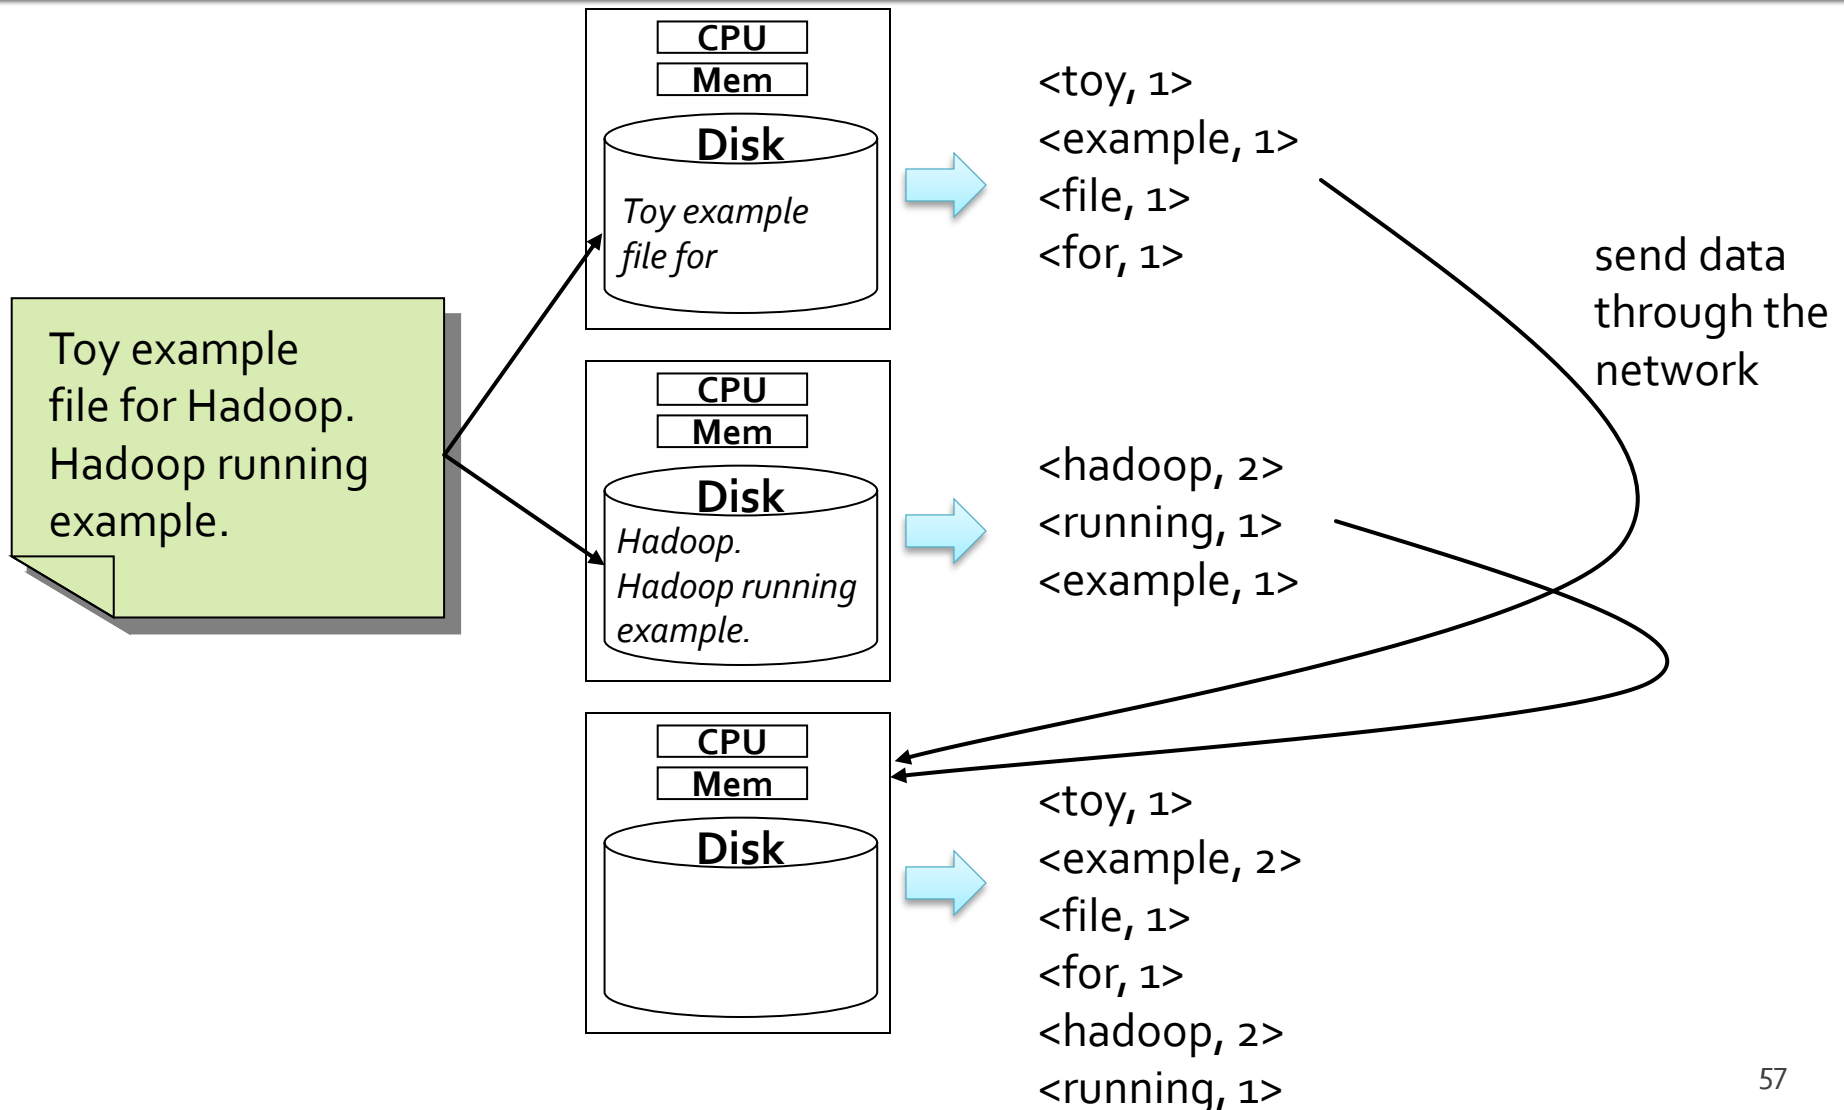 Toy example
file for Hadoop.
Hadoop running
example.
CPU
Mem
Disk
Toy example
file for
<toy, 1>
<example, 1>
<file, 1>
<for, 1>
send data
through the
network
CPU
Mem
Disk
Hadoop.
Hadoop running
example.
<hadoop, 2>
<running, 1>
<example, 1>
CPU
Mem
Disk
<toy, 1>
<example, 2>
<file, 1>
<for, 1>
<hadoop, 2>
<running, 1>
57